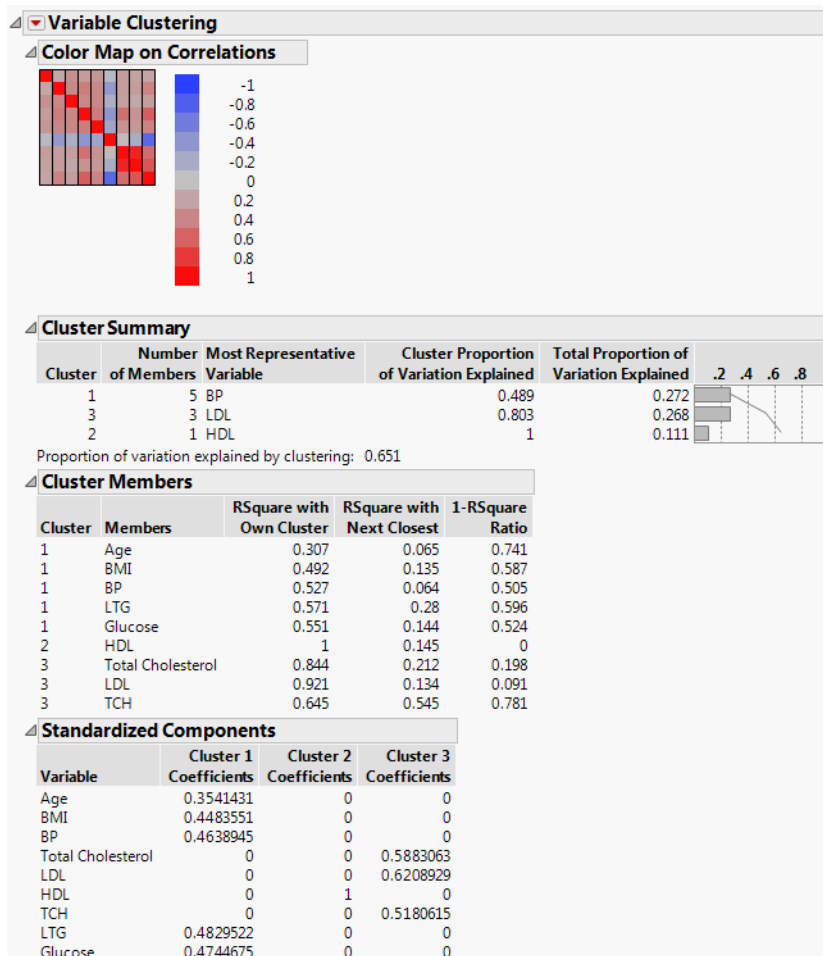 Variable Clustering
Color Map on Correlations
-1
-0.8
-0.6
-0.4
-0.2
0
0.2
0.4
0.6
0.8
1
Cluster Summary
Number Most Representative Cluster Proportion Total Proportion of
Cluster of Members Variable of Variation Explained Variation Explained .2 .4 .6 .8
1 5 BP 0.489 0.272
3 3 LDL 0.803 0.268
2 1 HDL 1 0.111
Proportion of variation explained by clustering: 0.651
Cluster Members
RSquare with RSquare with 1-RSquare
Cluster Members Own Cluster Next Closest Ratio
1 Age 0.307 0.065 0.741
1 BMI 0.492 0.135 0.587
1 BP 0.527 0.064 0.505
1 LTG 0.571 0.28 0.596
1 Glucose 0.551 0.144 0.524
2 HDL 1 0.145 0
3 Total Cholesterol 0.844 0.212 0.198
3 LDL 0.921 0.134 0.091
3 TCH 0.645 0.545 0.781
Standardized Components
Cluster 1 Cluster 2 Cluster 3
Variable Coefficients Coefficients Coefficients
Age 0.3541431 0 0
BMI 0.4483551 0 0
BP 0.4638945 0 0
Total Cholesterol 0 0 0.5883063
LDL 0 0 0.6208929
HDL 0 1 0
TCH 0 0 0.5180615
LTG 0.4829522 0 0
Glucose 0.4744675 0 0